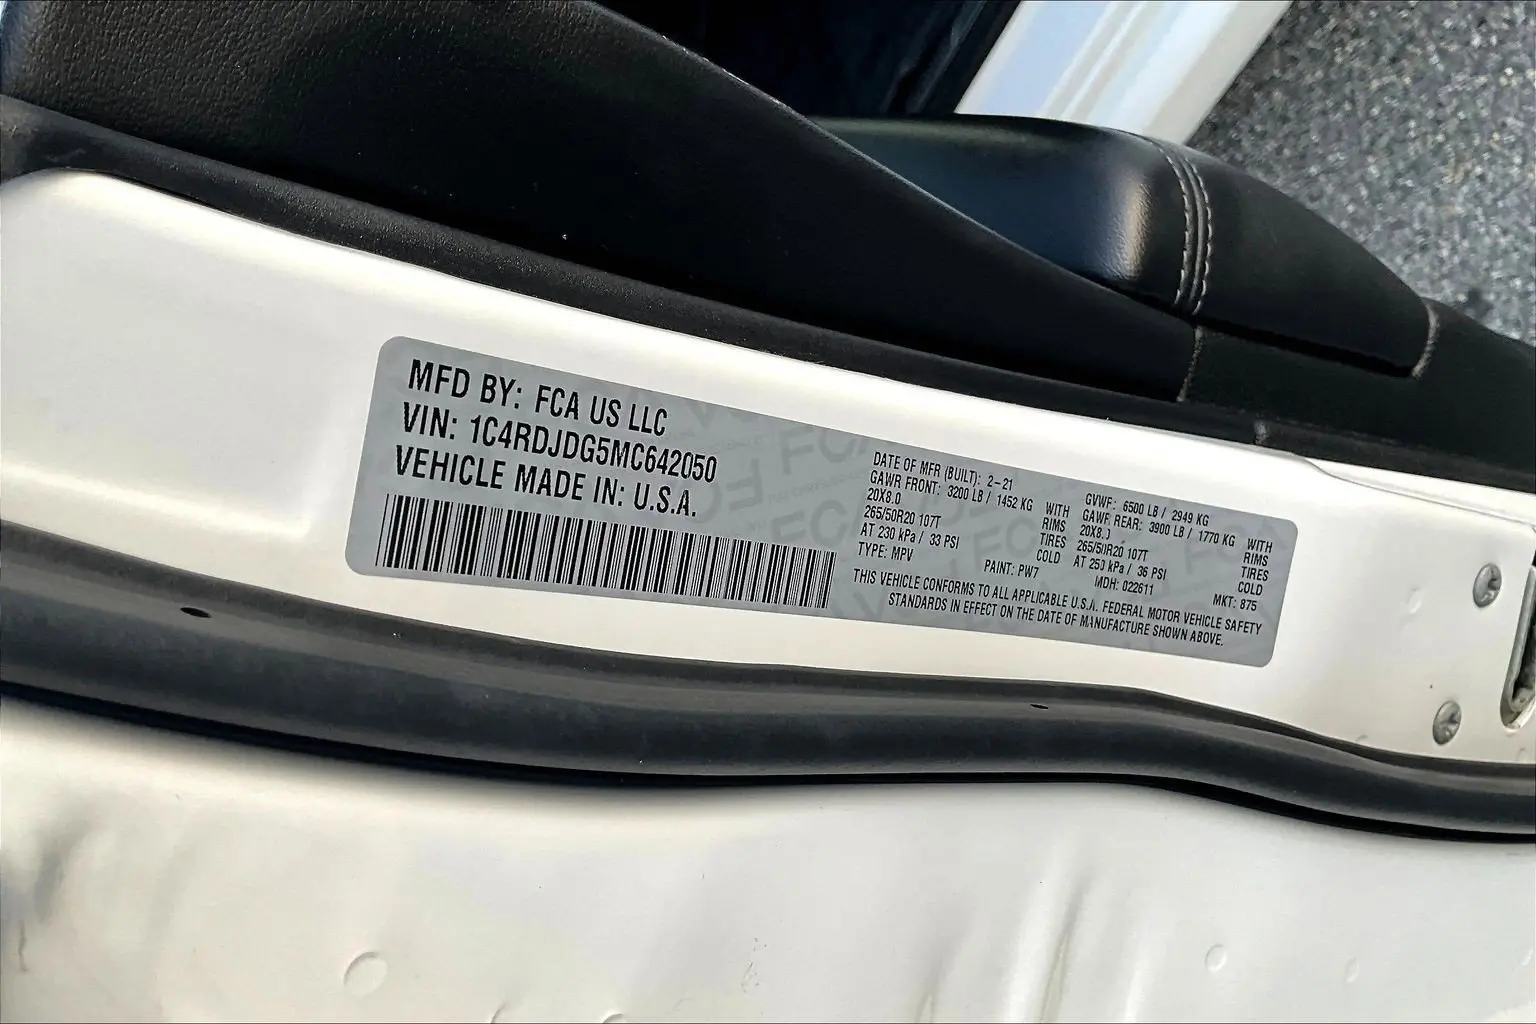 MFD BY: FCA US LLC
VIN: 1C4RDJDG5MC642050
VEHICLE MADE IN: U.S.A.
DATE OF MFR (BUILT): 2-21
GAWR FRONT: 3200 LB / 1452 KG WITH
20X8.0 RIMS
265/50R20 107T TIRES
AT 230 kPa / 33 PSI COLD
TYPE: MPV
PAINT: PW7
GVWR: 6500 LB / 2949 KG
GAWR REAR: 3900 LB / 1770 KG WITH
20X8.0 RIMS
265/50R20 107T TIRES
AT 250 kPa / 36 PSI COLD
MDH: 022611
MKT: 875
THIS VEHICLE CONFORMS TO ALL APPLICABLE U.S.A. FEDERAL MOTOR VEHICLE SAFETY
STANDARDS IN EFFECT ON THE DATE OF MANUFACTURE SHOWN ABOVE.